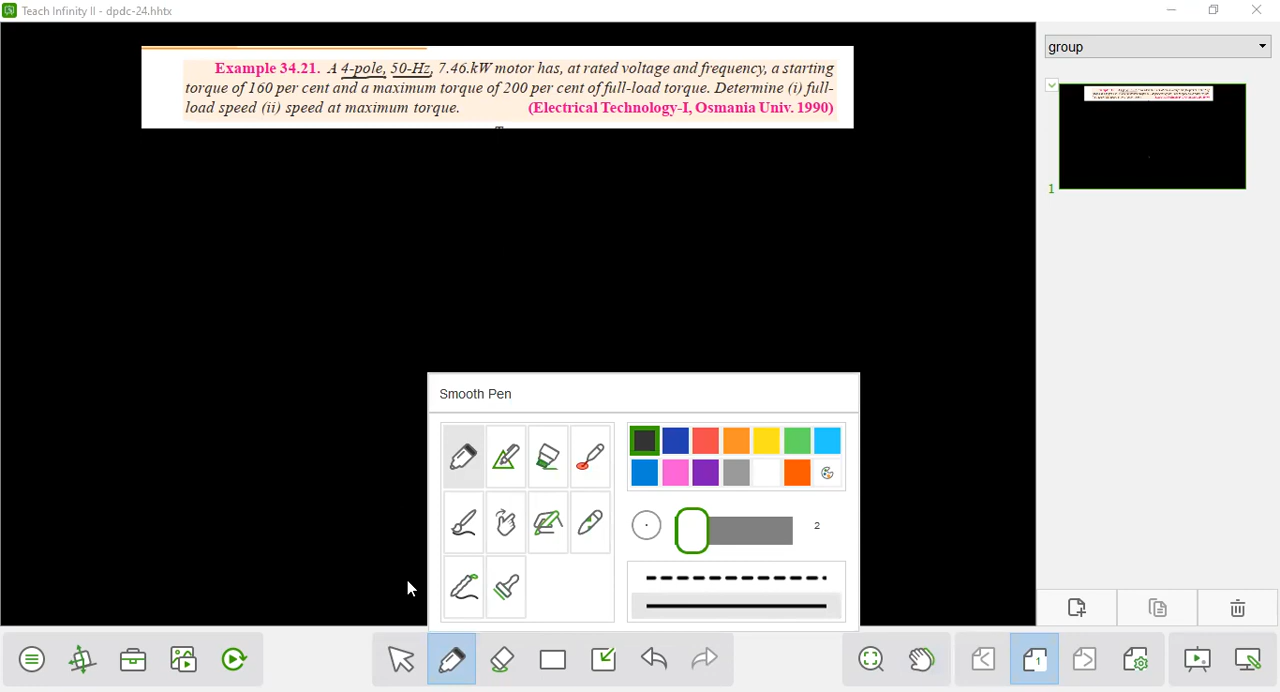 Teach Infinity II - dpdc-24.hhtx
group
Example 34.21. A 4-pole, 50-Hz, 7.46.kW motor has, at rated voltage and frequency, a starting
torque of 160 per cent and a maximum torque of 200 per cent of full-load torque. Determine (i) full-
load speed (ii) speed at maximum torque. (Electrical Technology-I, Osmania Univ. 1990)
1
Smooth Pen
2
1